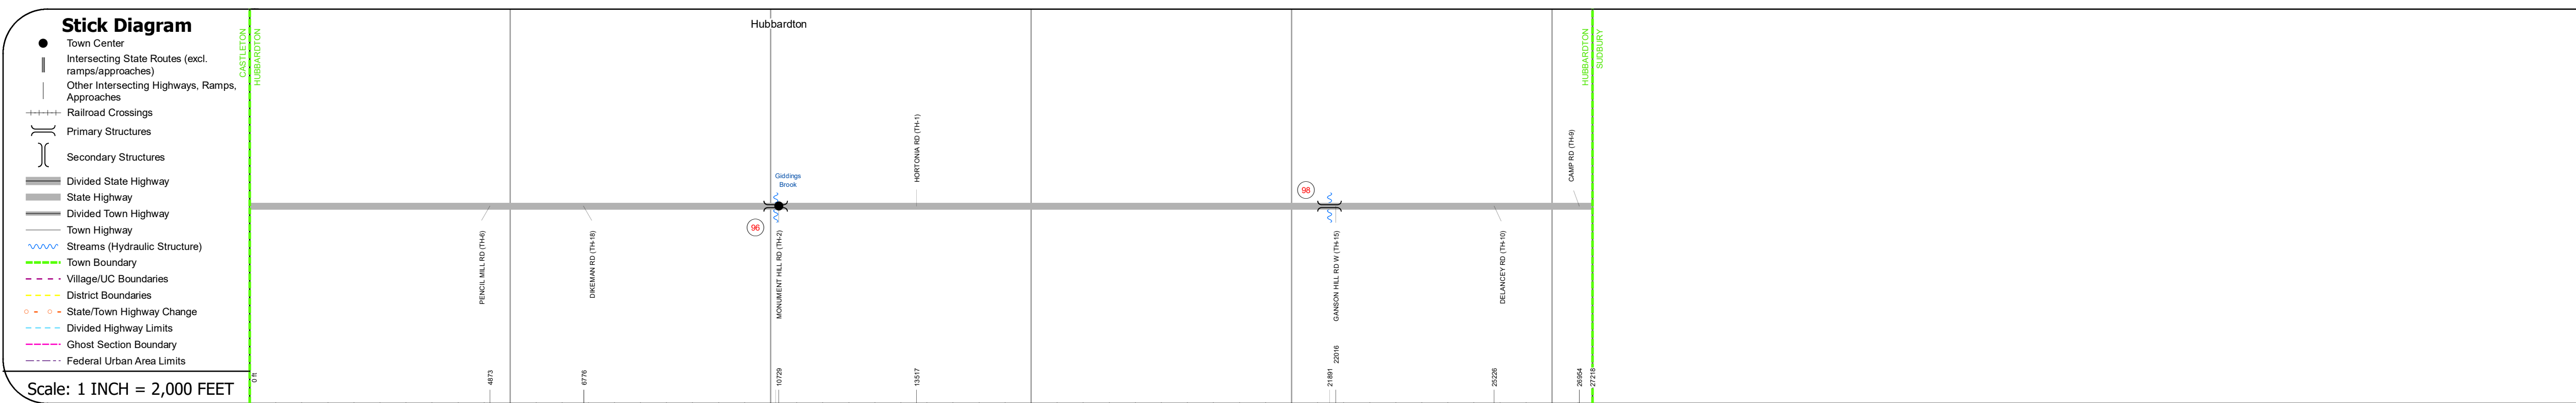 Stick Diagram
Town Center
Intersecting State Routes (excl.
ramps/approaches)
Other Intersecting Highways, Ramps,
Approaches
Railroad Crossings
Primary Structures
Secondary Structures
Divided State Highway
State Highway
Divided Town Highway
Town Highway
Streams (Hydraulic Structure)
Town Boundary
Village/UC Boundaries
District Boundaries
State/Town Highway Change
Divided Highway Limits
Ghost Section Boundary
Federal Urban Area Limits
Scale: 1 INCH = 2,000 FEET
CASTLETON
HUBBARDTON
Hubbardton
HUBBARDTON
SUDBURY
Giddings
Brook
HORTONIA RD (TH-1)
CAMP RD (TH-9)
96
98
PENCIL MILL RD (TH-6)
DIKEMAN RD (TH-18)
MONUMENT HILL RD (TH-2)
GANSON HILL RD W (TH-15)
DELANCEY RD (TH-10)
0 ft
4873
6776
10729
13517
21891
22016
25226
26954
27218